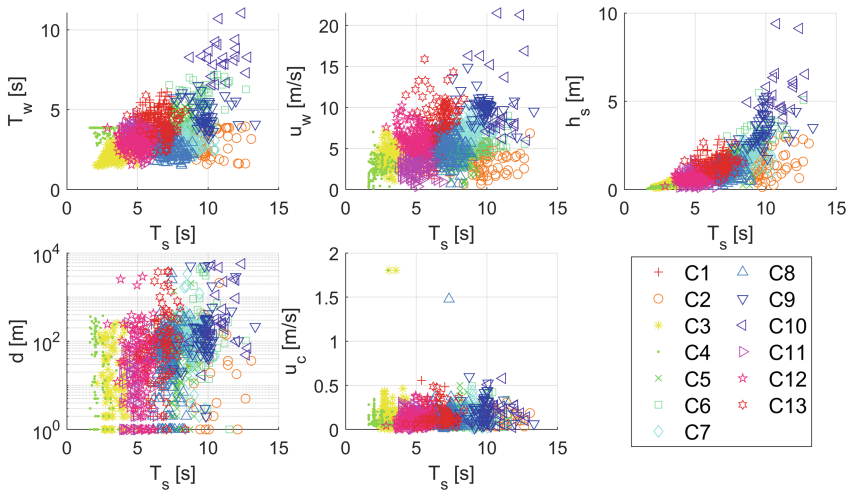 10
5
0
T_w [s]
0 5 10 15
T_s [s]
20
15
10
5
0
u_w [m/s]
0 5 10 15
T_s [s]
10
5
0
h_s [m]
0 5 10 15
T_s [s]
10^4
10^2
10^0
d [m]
0 5 10 15
T_s [s]
2
1.5
1
0.5
0
u_c [m/s]
0 5 10 15
T_s [s]
C1
C2
C3
C4
C5
C6
C7
C8
C9
C10
C11
C12
C13